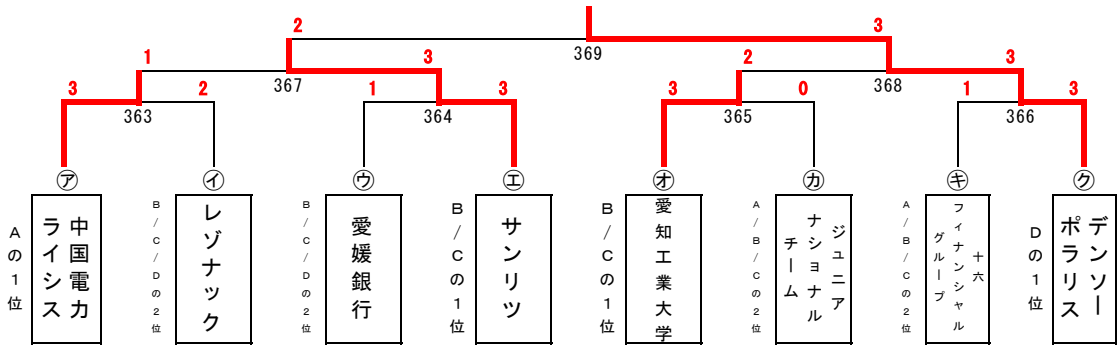 2 3
369
1 3 2 3
367 368
3 2 1 3 3 0 1 3
363 364 365 366
㋐ ㋑ ㋒ ㋓ ㋔ ㋕ ㋖ ㋗
Aの1位
中国電力
ライシス
B/C/Dの2位
レゾナック
B/C/Dの2位
愛媛銀行
B/Cの1位
サンリツ
B/Cの1位
愛知工業大学
A/B/Cの2位
ジュニア
ナショナル
チーム
A/B/Cの2位
十六
フィナンシャル
グループ
Dの1位
デンソー
ポラリス